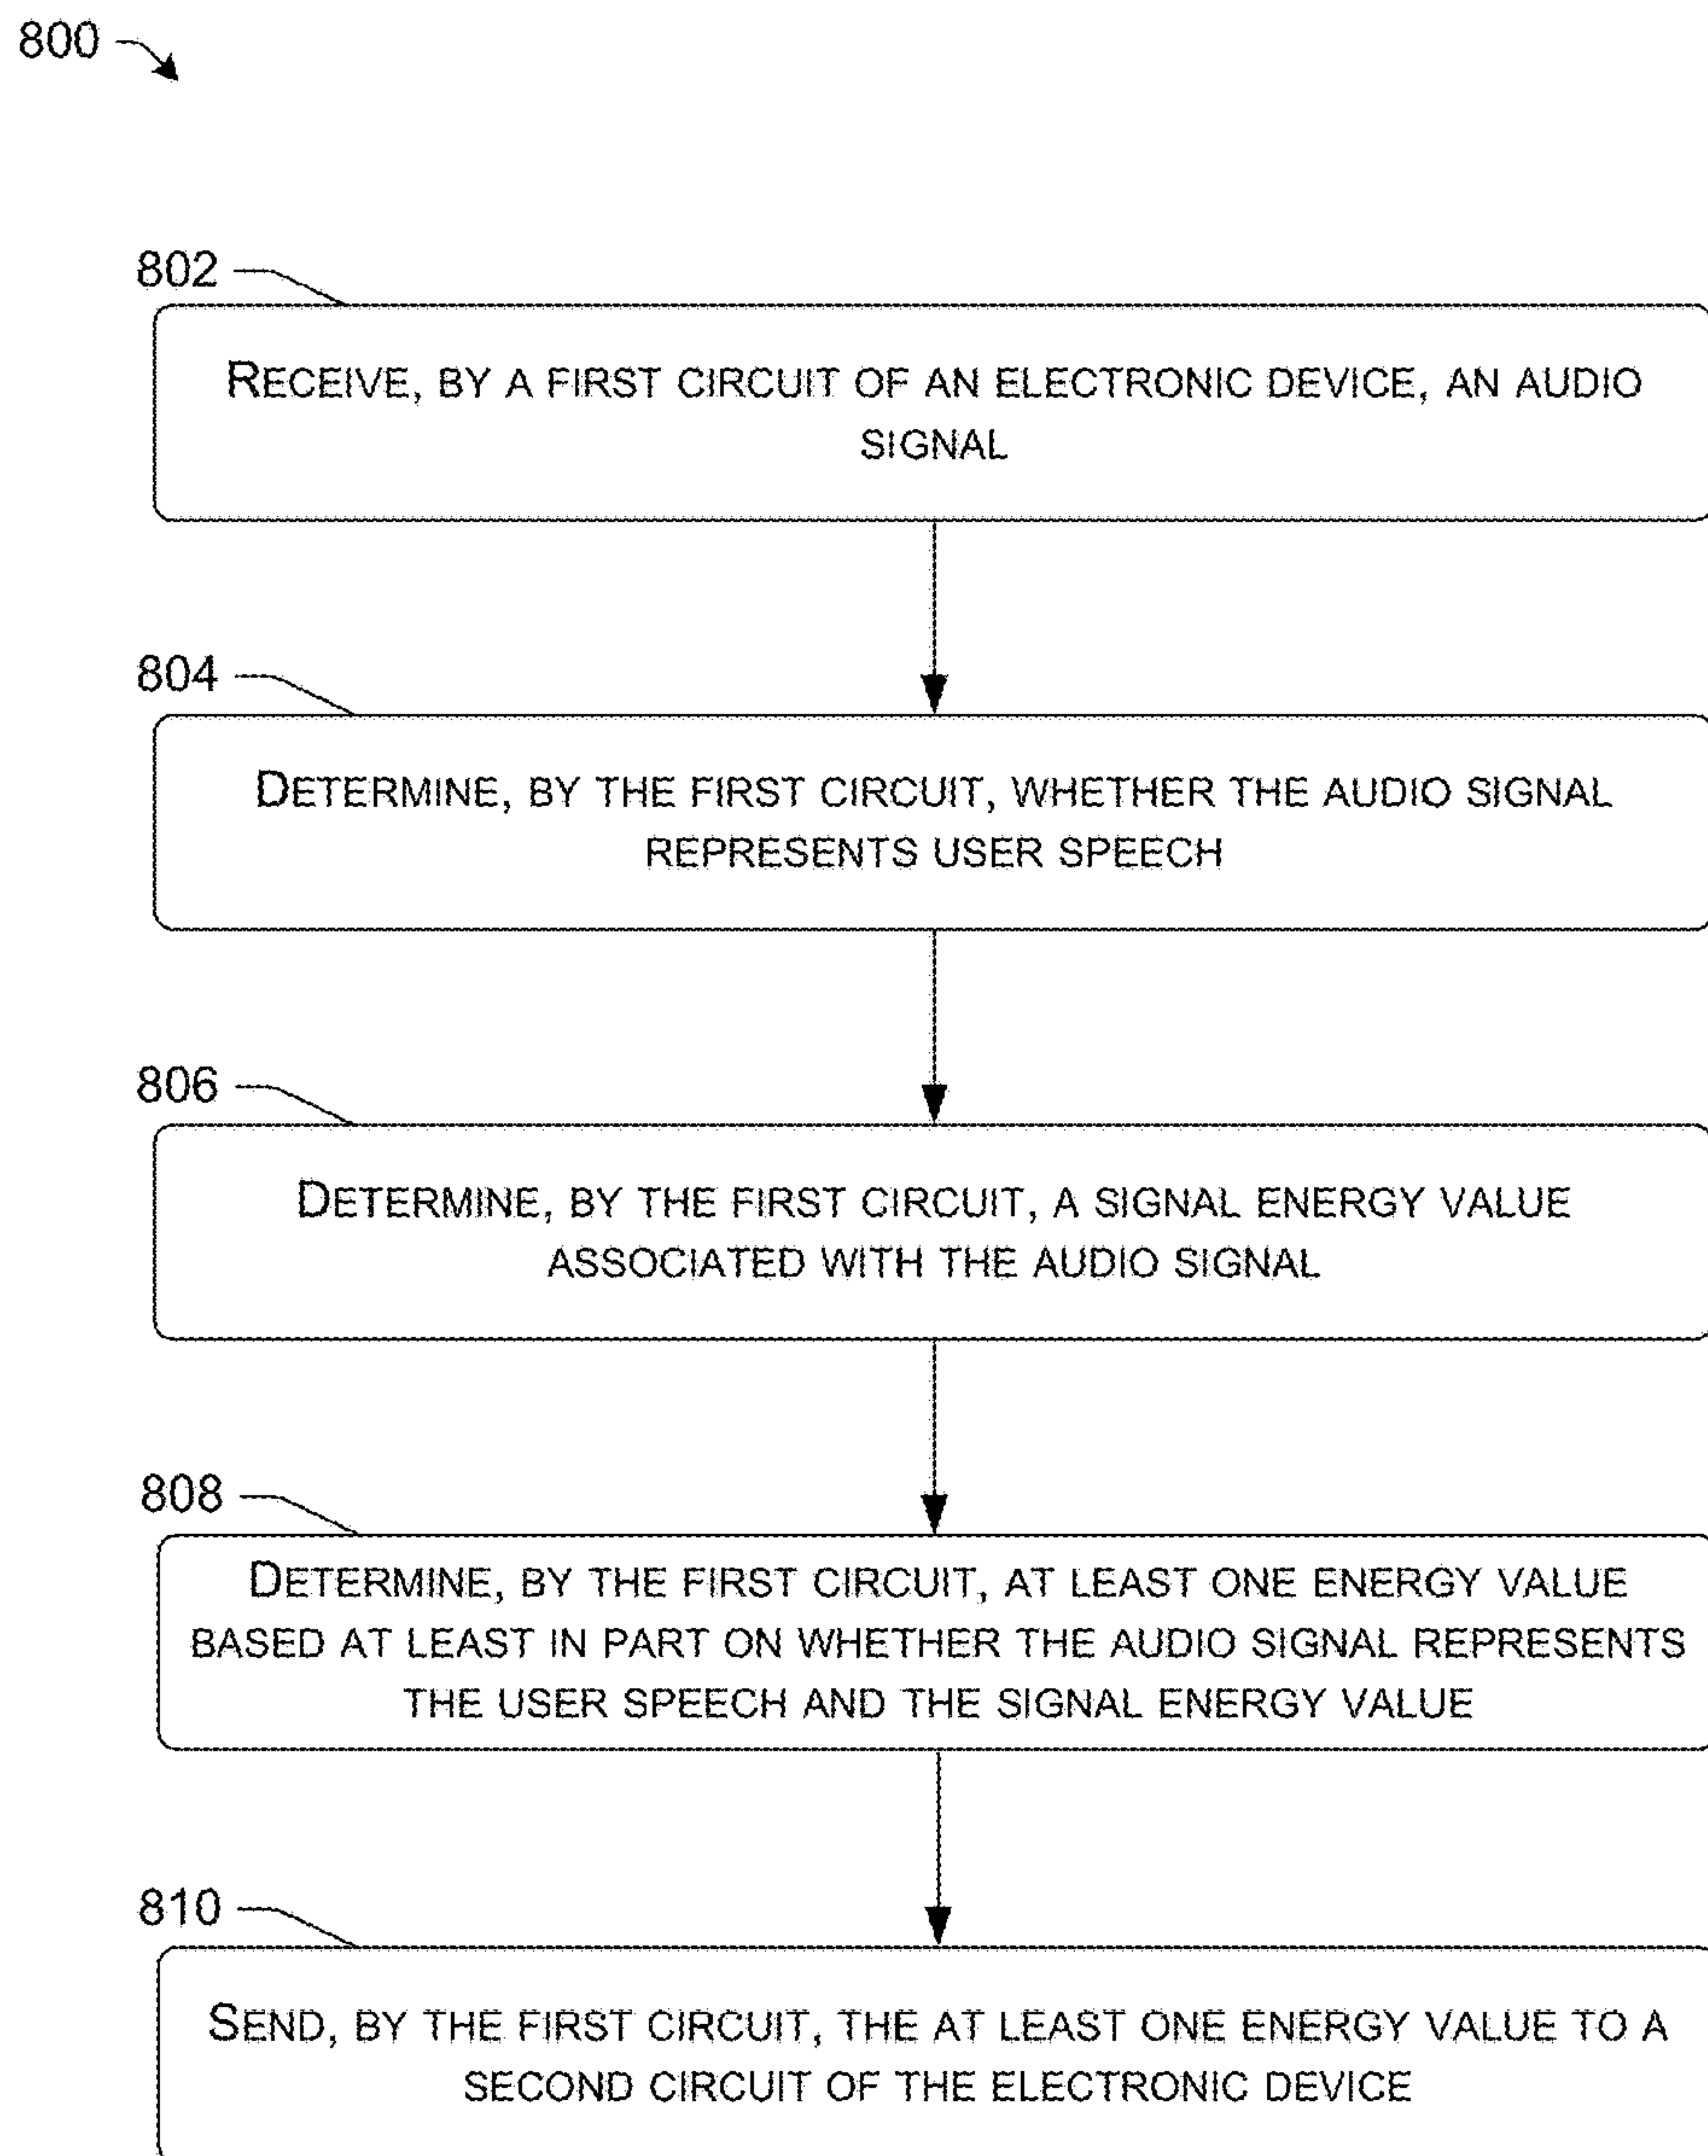 800
802
RECEIVE, BY A FIRST CIRCUIT OF AN ELECTRONIC DEVICE, AN AUDIO
SIGNAL
804
DETERMINE, BY THE FIRST CIRCUIT, WHETHER THE AUDIO SIGNAL
REPRESENTS USER SPEECH
806
DETERMINE, BY THE FIRST CIRCUIT, A SIGNAL ENERGY VALUE
ASSOCIATED WITH THE AUDIO SIGNAL
808
DETERMINE, BY THE FIRST CIRCUIT, AT LEAST ONE ENERGY VALUE
BASED AT LEAST IN PART ON WHETHER THE AUDIO SIGNAL REPRESENTS
THE USER SPEECH AND THE SIGNAL ENERGY VALUE
810
SEND, BY THE FIRST CIRCUIT, THE AT LEAST ONE ENERGY VALUE TO A
SECOND CIRCUIT OF THE ELECTRONIC DEVICE